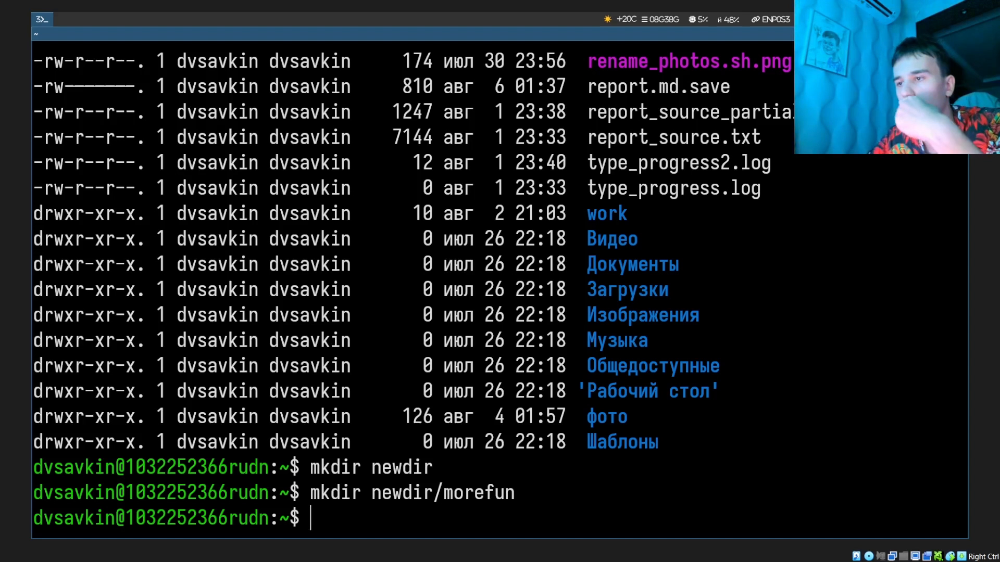 3>_ +20C 08G38G 5% й 48% ENP0S3
~
-rw-r--r--. 1 dvsavkin dvsavkin 174 июл 30 23:56 rename_photos.sh.png
-rw-------. 1 dvsavkin dvsavkin 810 авг 6 01:37 report.md.save
-rw-r--r--. 1 dvsavkin dvsavkin 1247 авг 1 23:38 report_source_partial
-rw-r--r--. 1 dvsavkin dvsavkin 7144 авг 1 23:33 report_source.txt
-rw-r--r--. 1 dvsavkin dvsavkin 12 авг 1 23:40 type_progress2.log
-rw-r--r--. 1 dvsavkin dvsavkin 0 авг 1 23:33 type_progress.log
drwxr-xr-x. 1 dvsavkin dvsavkin 10 авг 2 21:03 work
drwxr-xr-x. 1 dvsavkin dvsavkin 0 июл 26 22:18 Видео
drwxr-xr-x. 1 dvsavkin dvsavkin 0 июл 26 22:18 Документы
drwxr-xr-x. 1 dvsavkin dvsavkin 0 июл 26 22:18 Загрузки
drwxr-xr-x. 1 dvsavkin dvsavkin 0 июл 26 22:18 Изображения
drwxr-xr-x. 1 dvsavkin dvsavkin 0 июл 26 22:18 Музыка
drwxr-xr-x. 1 dvsavkin dvsavkin 0 июл 26 22:18 Общедоступные
drwxr-xr-x. 1 dvsavkin dvsavkin 0 июл 26 22:18 'Рабочий стол'
drwxr-xr-x. 1 dvsavkin dvsavkin 126 авг 4 01:57 фото
drwxr-xr-x. 1 dvsavkin dvsavkin 0 июл 26 22:18 Шаблоны
dvsavkin@1032252366rudn:~$ mkdir newdir
dvsavkin@1032252366rudn:~$ mkdir newdir/morefun
dvsavkin@1032252366rudn:~$
Right Ctrl